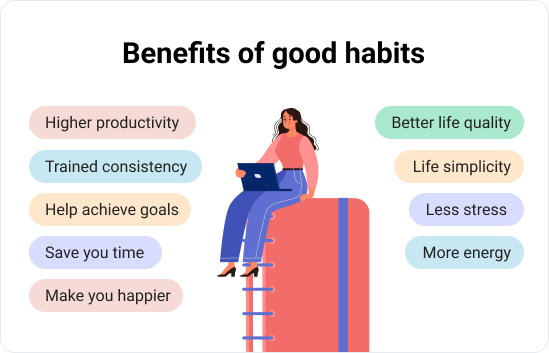 Benefits of good habits
Higher productivity
Trained consistency
Help achieve goals
Save you time
Make you happier
Better life quality
Life simplicity
Less stress
More energy